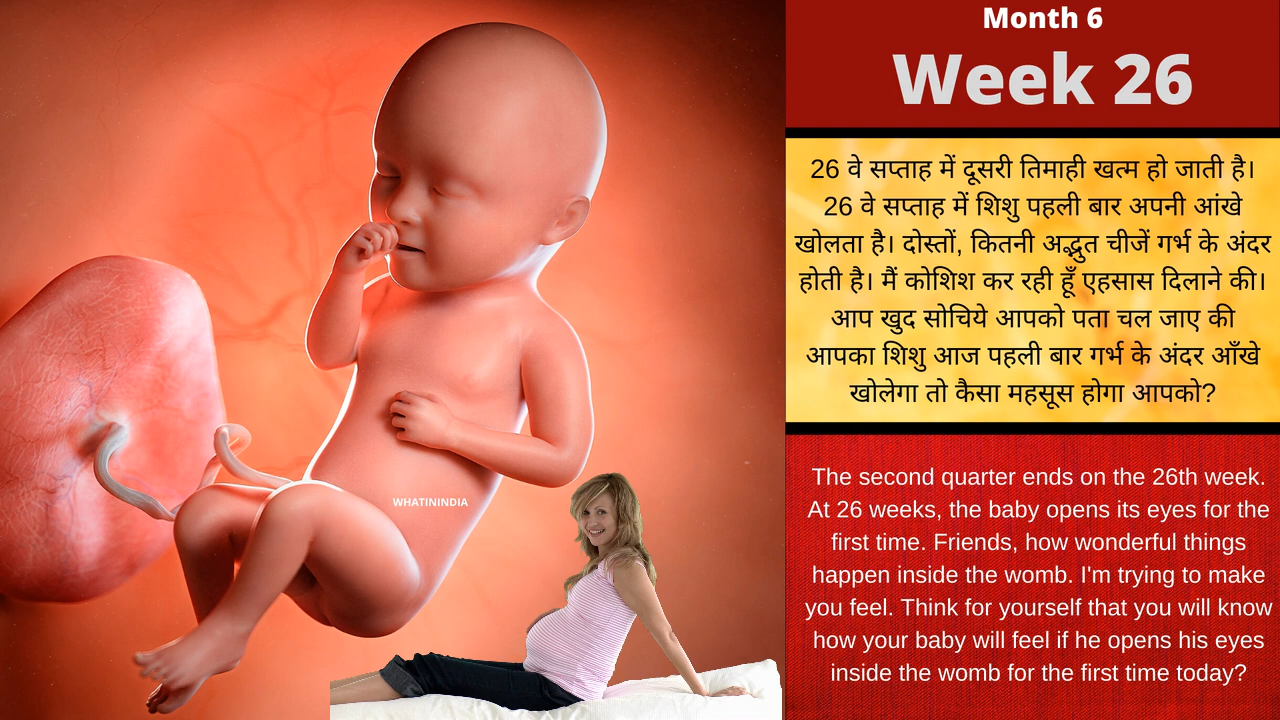 Month 6
Week 26
26 वे सप्ताह में दूसरी तिमाही खत्म हो जाती है।
26 वे सप्ताह में शिशु पहली बार अपनी आंखे
खोलता है। दोस्तों, कितनी अद्भुत चीजें गर्भ के अंदर
होती है। मैं कोशिश कर रही हूँ एहसास दिलाने की।
आप खुद सोचिये आपको पता चल जाए की
आपका शिशु आज पहली बार गर्भ के अंदर आँखे
खोलेगा तो कैसा महसूस होगा आपको?
The second quarter ends on the 26th week.
At 26 weeks, the baby opens its eyes for the
first time. Friends, how wonderful things
happen inside the womb. I'm trying to make
you feel. Think for yourself that you will know
how your baby will feel if he opens his eyes
inside the womb for the first time today?
WHATININDIA